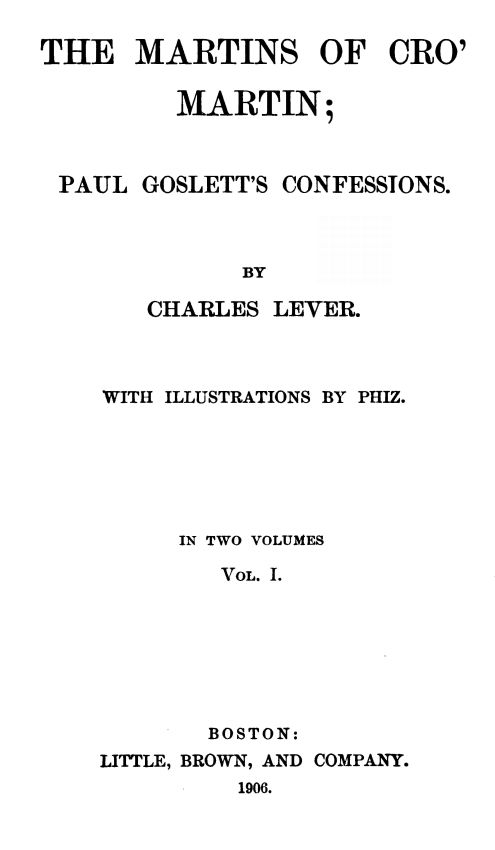 THE MARTINS OF CRO'
MARTIN;
PAUL GOSLETT'S CONFESSIONS.
BY
CHARLES LEVER.
WITH ILLUSTRATIONS BY PHIZ.
IN TWO VOLUMES
VOL. I.
BOSTON:
LITTLE, BROWN, AND COMPANY.
1906.